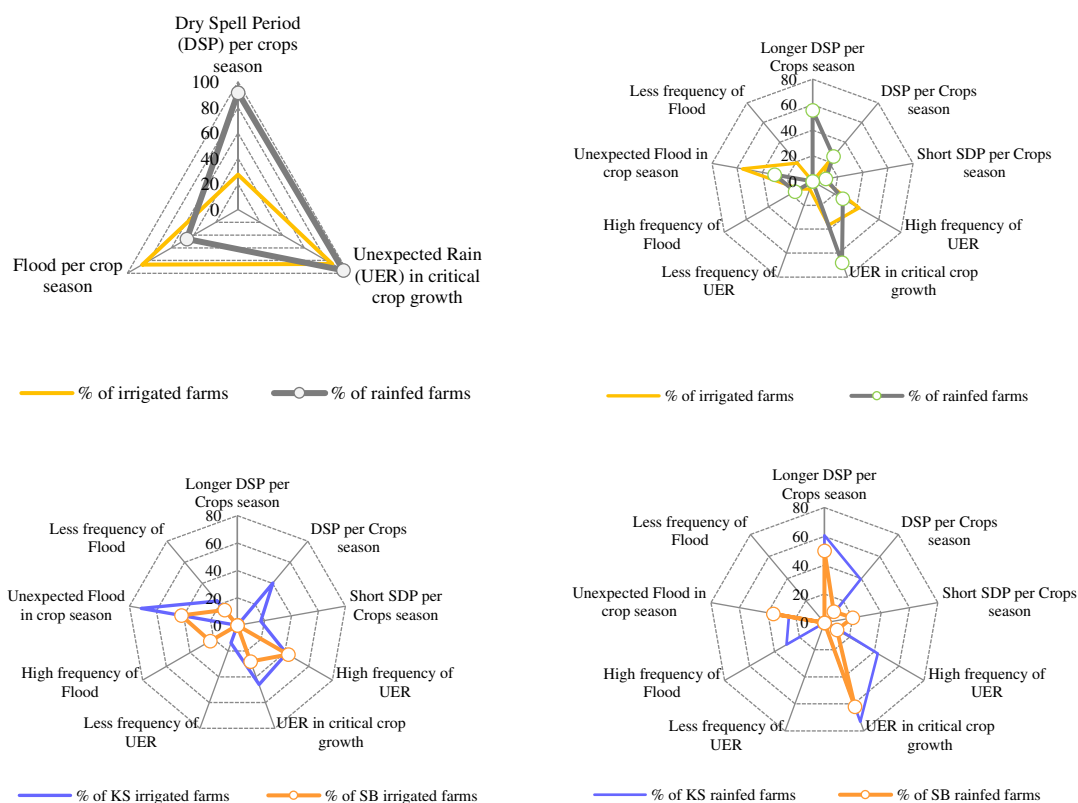 Dry Spell Period
(DSP) per crops
season
100
80
60
40
20
0
Unexpected Rain
(UER) in critical
crop growth
Flood per crop
season
% of irrigated farms
% of rainfed farms
Longer DSP per
Crops season
80
60
40
20
0
DSP per Crops
season
Short SDP per Crops
season
High frequency of
UER
UER in critical crop
growth
Less frequency of
UER
High frequency of
Flood
Unexpected Flood in
crop season
Less frequency of
Flood
% of irrigated farms
% of rainfed farms
Longer DSP per
Crops season
80
60
40
20
0
DSP per Crops
season
Short SDP per
Crops season
High frequency of
UER
UER in critical crop
growth
Less frequency of
UER
High frequency of
Flood
Unexpected Flood
in crop season
Less frequency of
Flood
% of KS irrigated farms
% of SB irrigated farms
Longer DSP per
Crops season
80
60
40
20
0
DSP per Crops
season
Short SDP per Crops
season
High frequency of
UER
UER in critical crop
growth
Less frequency of
UER
High frequency of
Flood
Unexpected Flood in
crop season
Less frequency of
Flood
% of KS rainfed farms
% of SB rainfed farms